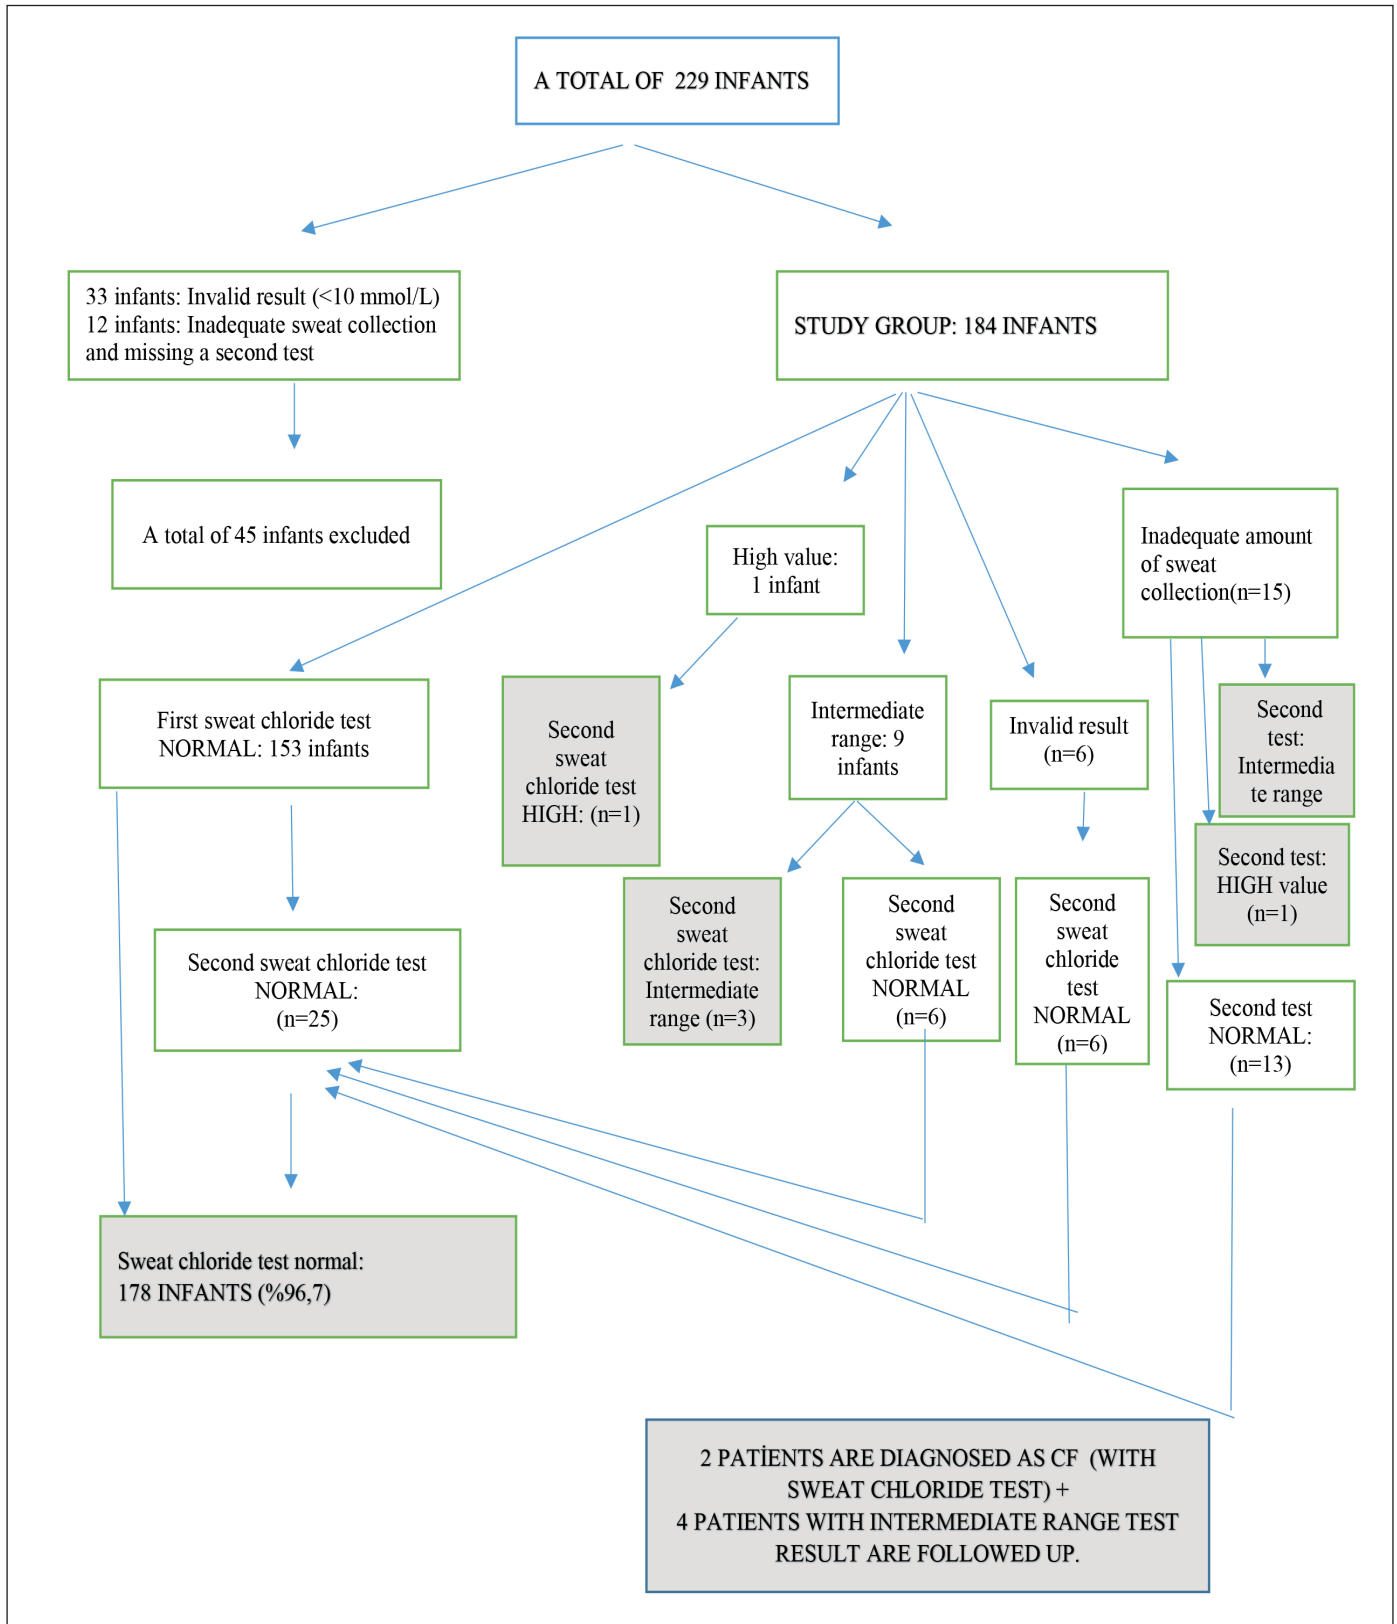 A TOTAL OF 229 INFANTS
33 infants: Invalid result (<10 mmol/L)
12 infants: Inadequate sweat collection
and missing a second test
STUDY GROUP: 184 INFANTS
A total of 45 infants excluded
High value:
1 infant
Inadequate amount
of sweat
collection(n=15)
First sweat chloride test
NORMAL: 153 infants
Second
sweat
chloride test
HIGH: (n=1)
Intermediate
range: 9
infants
Invalid result
(n=6)
Second
test:
Intermedia
te range
Second test:
HIGH value
(n=1)
Second sweat chloride test
NORMAL:
(n=25)
Second
sweat
chloride test:
Intermediate
range (n=3)
Second
sweat
chloride test
NORMAL
(n=6)
Second
sweat
chloride
test
NORMAL
(n=6)
Second test
NORMAL:
(n=13)
Sweat chloride test normal:
178 INFANTS (%96,7)
2 PATİENTS ARE DIAGNOSED AS CF (WITH
SWEAT CHLORIDE TEST) +
4 PATIENTS WITH INTERMEDIATE RANGE TEST
RESULT ARE FOLLOWED UP.